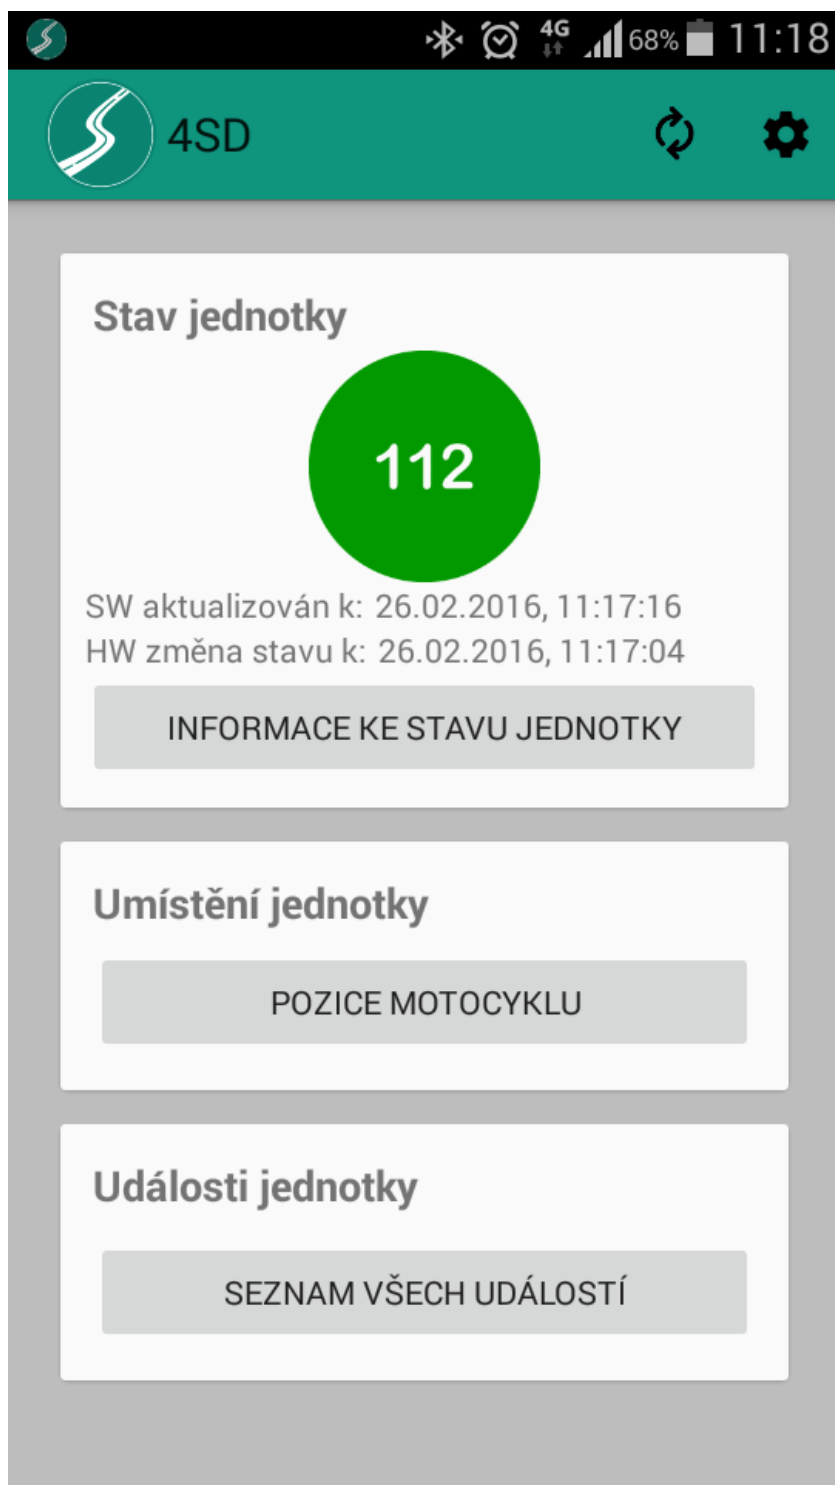 4G 68% 11:18
4SD
Stav jednotky
112
SW aktualizován k: 26.02.2016, 11:17:16
HW změna stavu k: 26.02.2016, 11:17:04
INFORMACE KE STAVU JEDNOTKY
Umístění jednotky
POZICE MOTOCYKLU
Události jednotky
SEZNAM VŠECH UDÁLOSTÍ